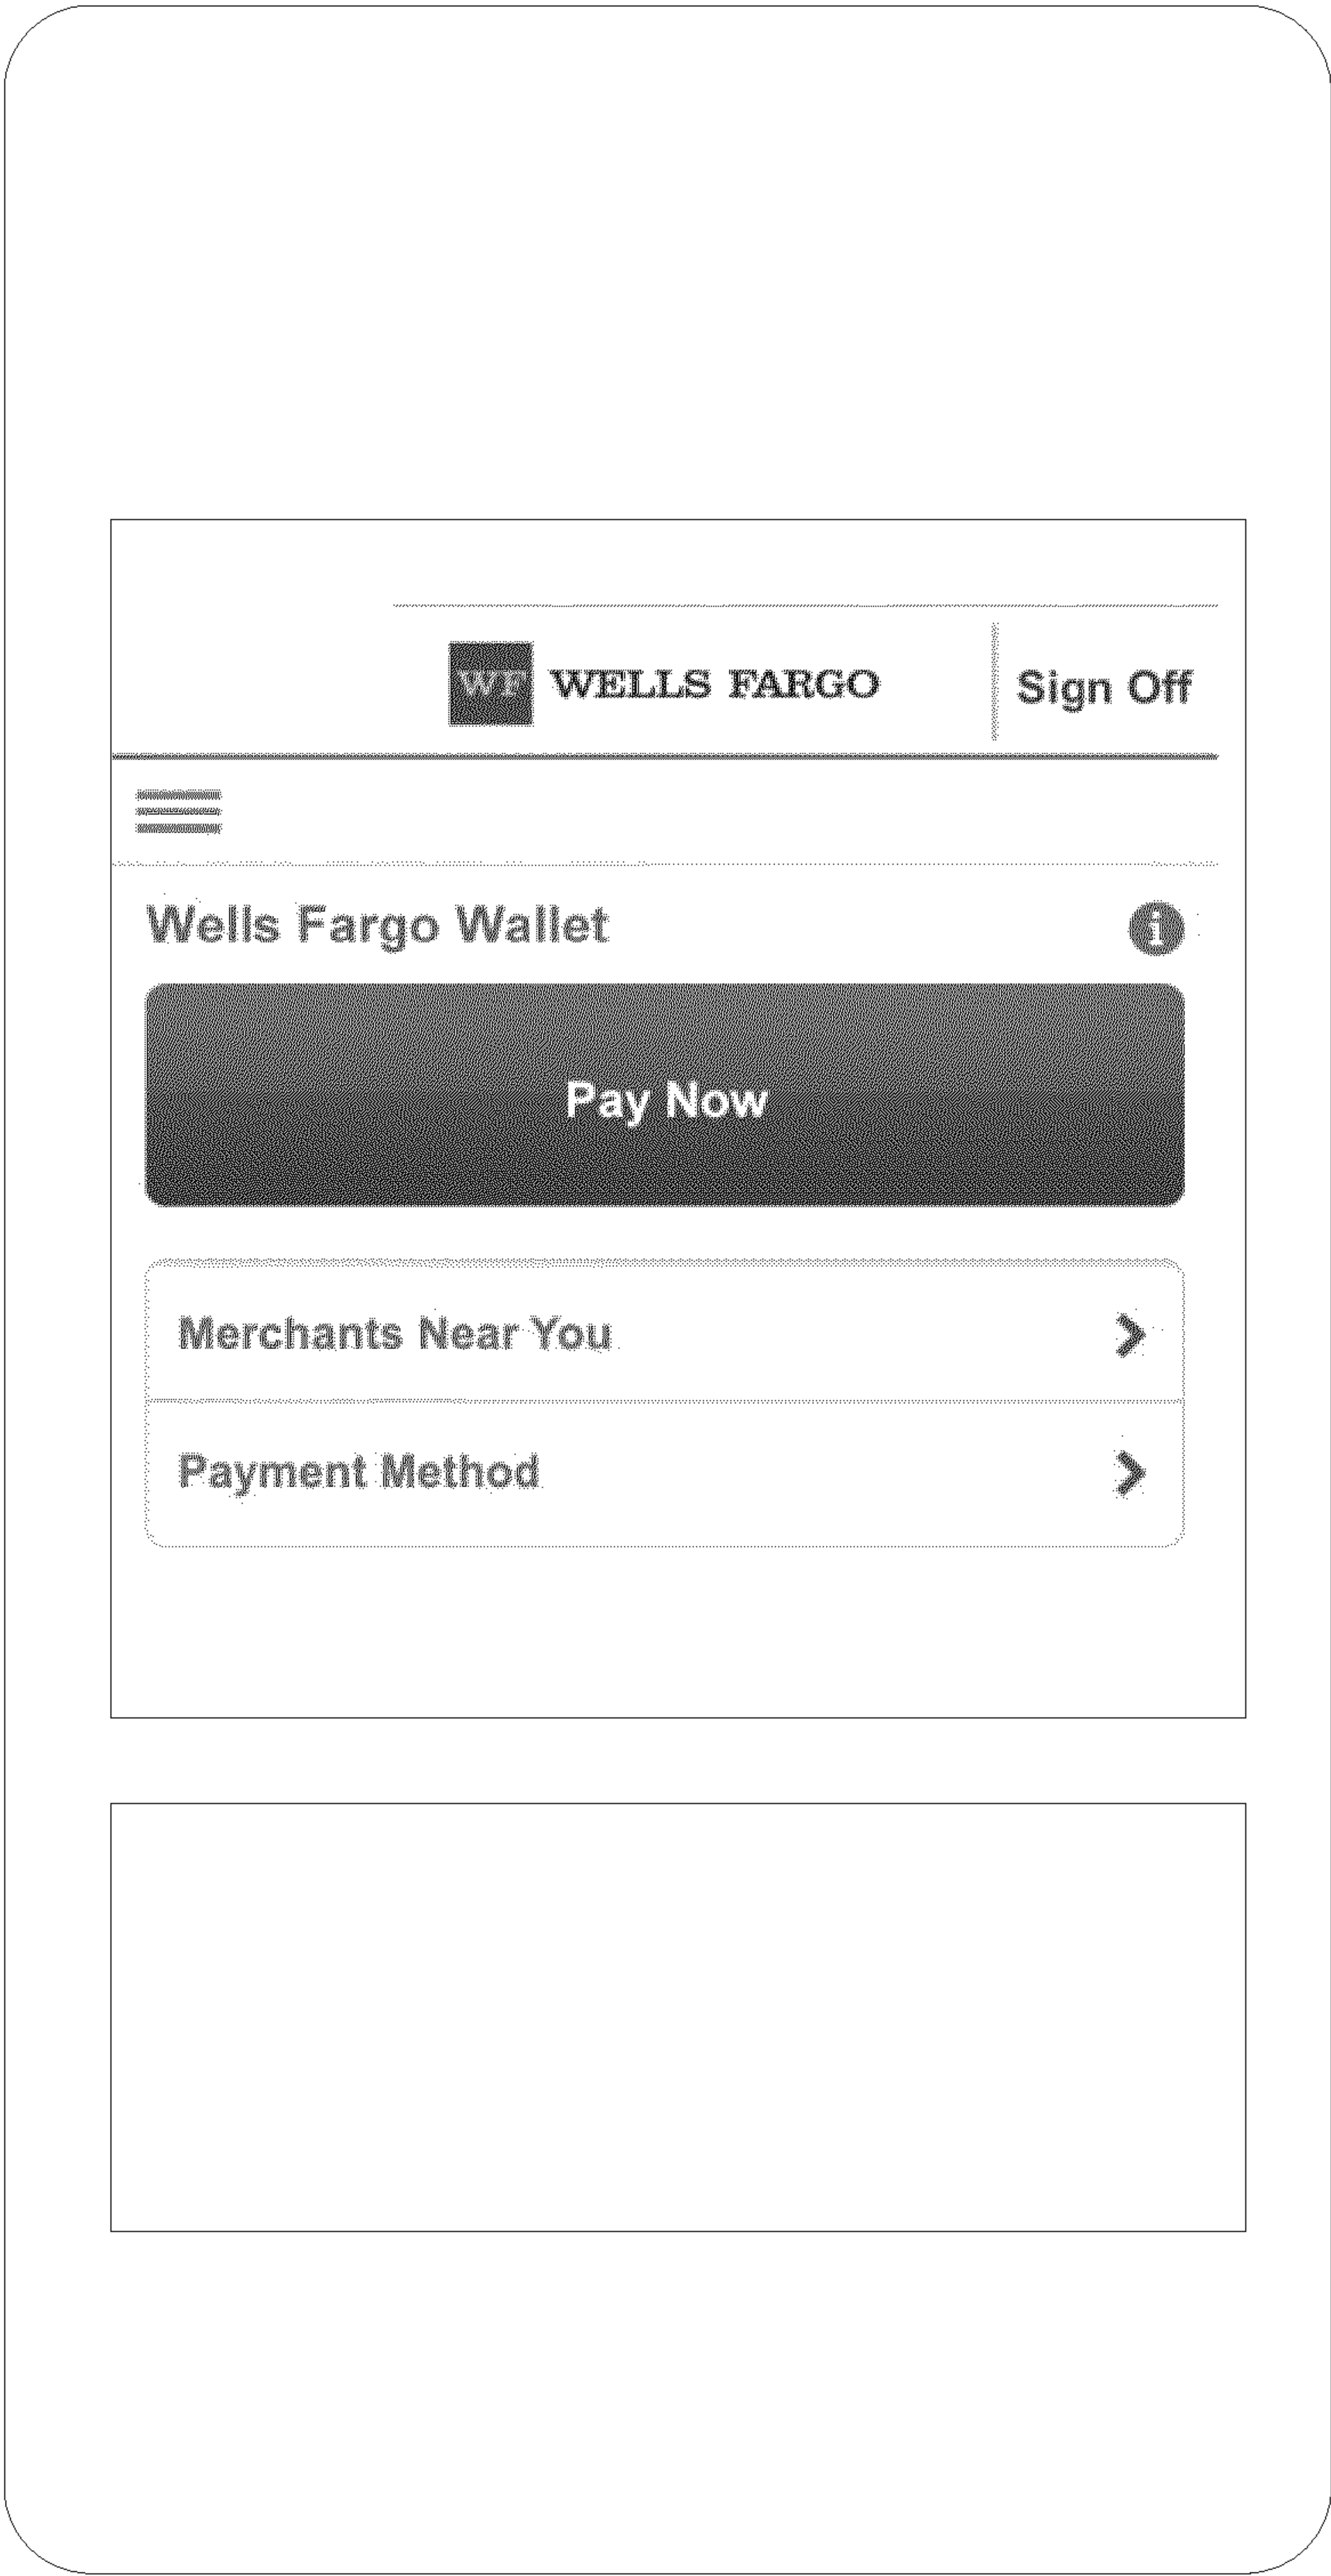 WF WELLS FARGO Sign Off
Wells Fargo Wallet i
Pay Now
Merchants Near You
Payment Method